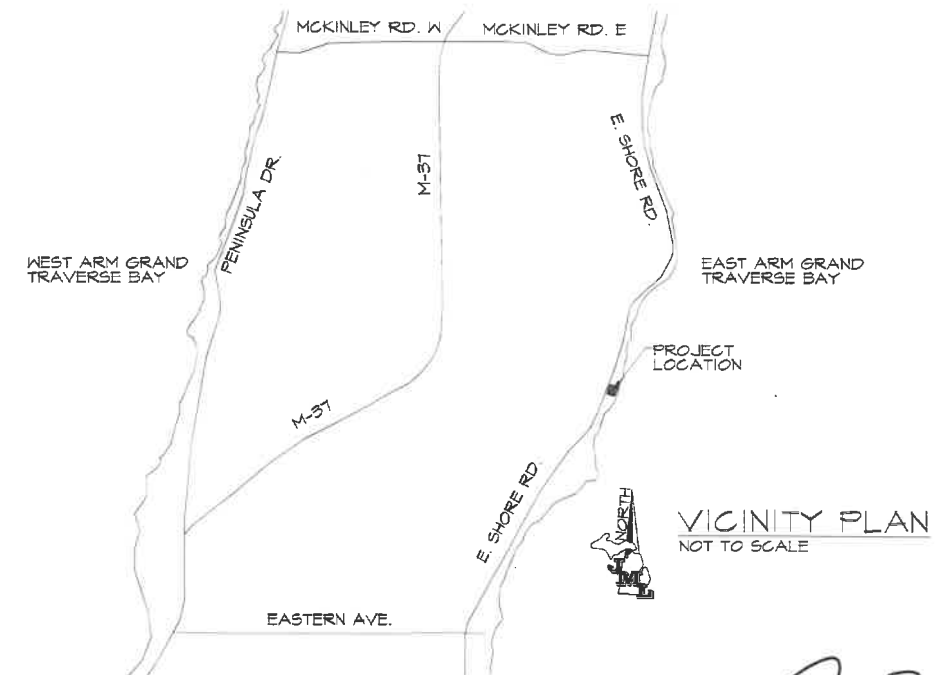 MCKINLEY RD. W
MCKINLEY RD. E
M-37
E. SHORE RD.
PENINSULA DR.
WEST ARM GRAND
TRAVERSE BAY
EAST ARM GRAND
TRAVERSE BAY
PROJECT
LOCATION
M-37
E. SHORE RD.
NORTH
JML
VICINITY PLAN
NOT TO SCALE
EASTERN AVE.